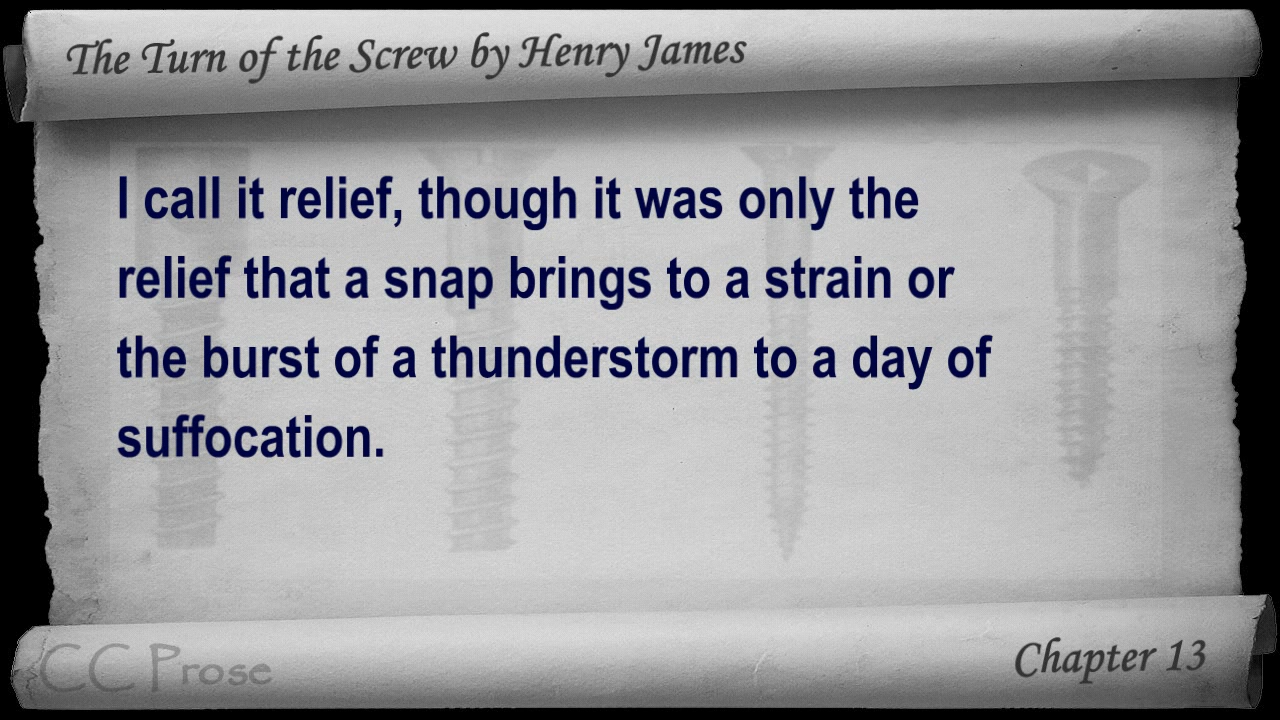 The Turn of the Screw by Henry James
I call it relief, though it was only the
relief that a snap brings to a strain or
the burst of a thunderstorm to a day of
suffocation.
CC Prose
Chapter 13